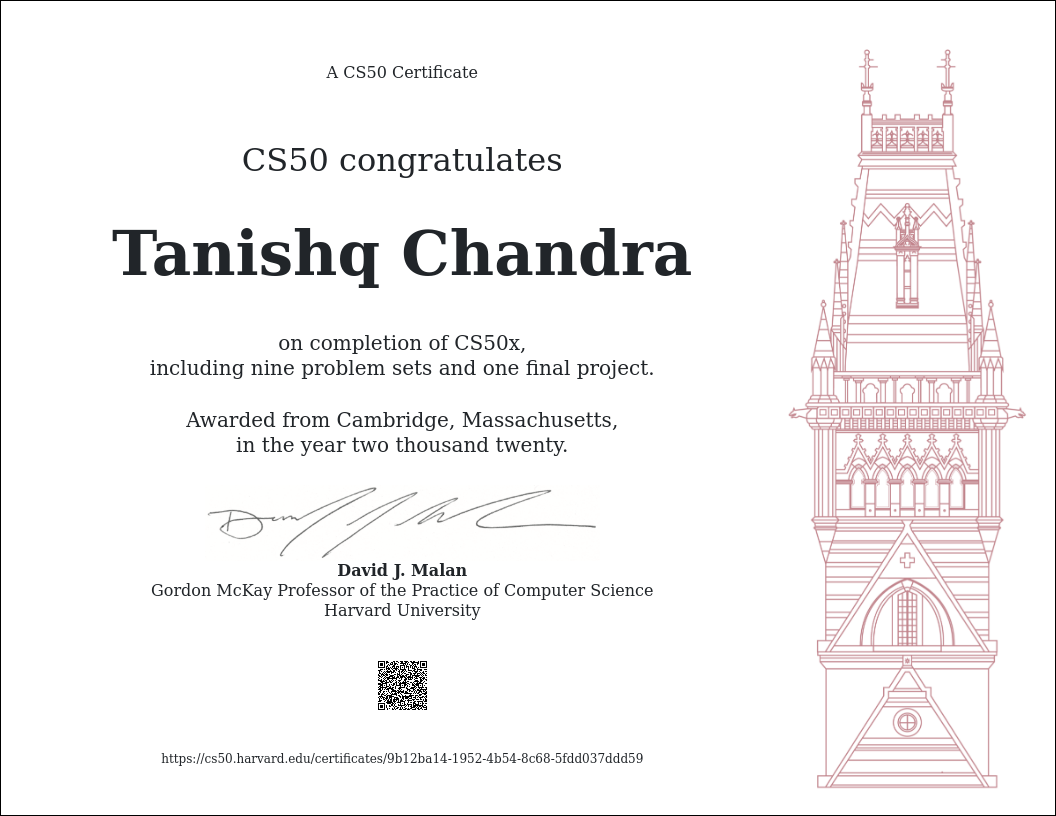 A CS50 Certificate
CS50 congratulates
Tanishq Chandra
on completion of CS50x,
including nine problem sets and one final project.
Awarded from Cambridge, Massachusetts,
in the year two thousand twenty.
David J. Malan
Gordon McKay Professor of the Practice of Computer Science
Harvard University
https://cs50.harvard.edu/certificates/9b12ba14-1952-4b54-8c68-5fdd037ddd59